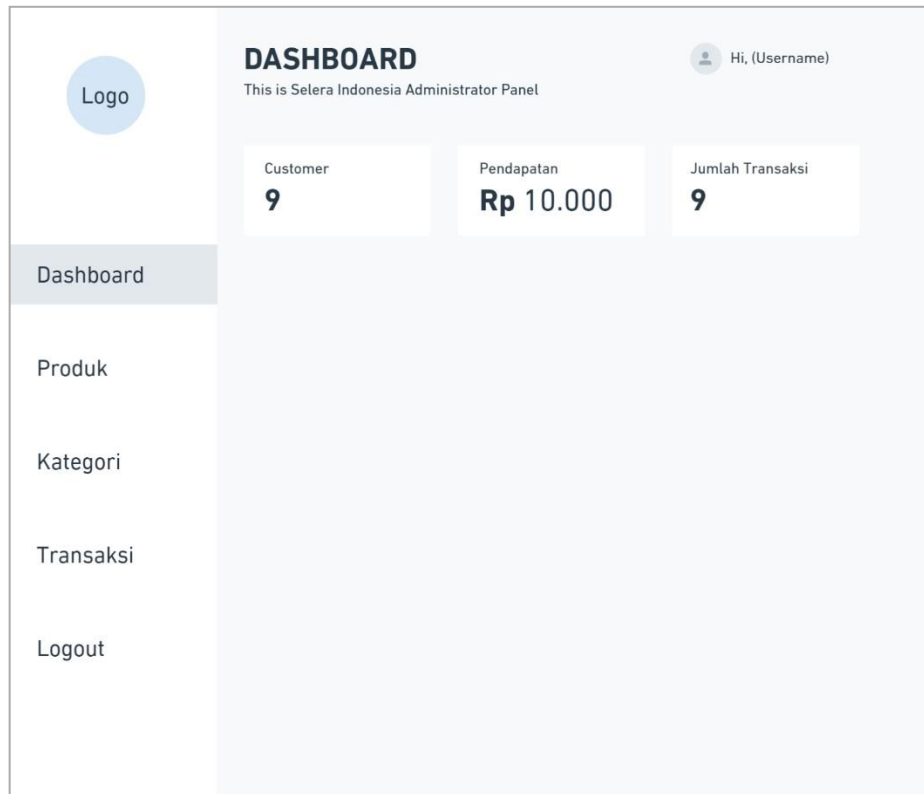 Logo
DASHBOARD
This is Selera Indonesia Administrator Panel
Hi, (Username)
Customer
9
Pendapatan
Rp 10.000
Jumlah Transaksi
9
Dashboard
Produk
Kategori
Transaksi
Logout